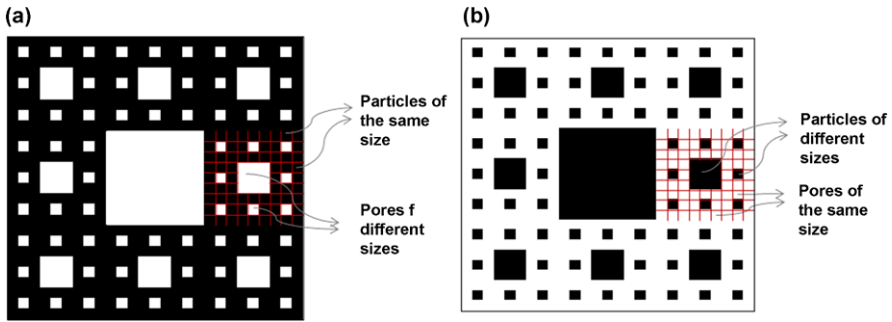 (a)
Particles of
the same
size
Pores f
different
sizes
(b)
Particles of
different
sizes
Pores of
the same
size